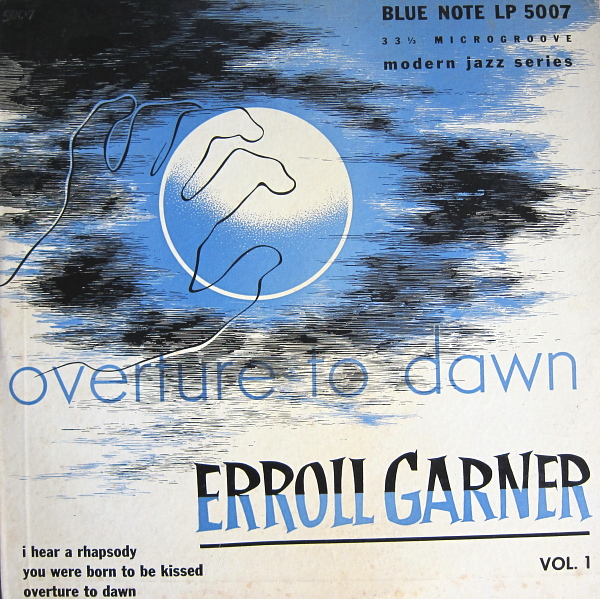 5007
BLUE NOTE LP 5007
33⅓ MICROGROOVE
modern jazz series
overture to dawn
ERROLL GARNER
VOL. 1
i hear a rhapsody
you were born to be kissed
overture to dawn